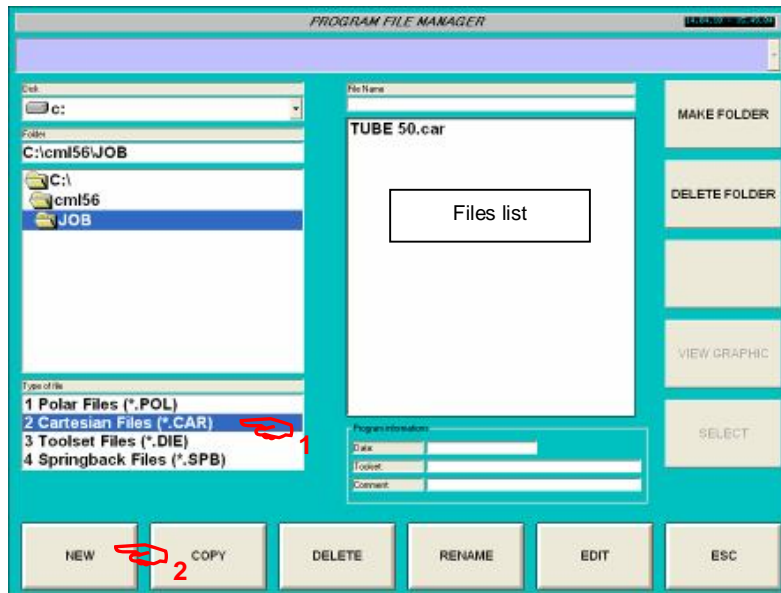 PROGRAM FILE MANAGER
Disk
c:
Folder
C:\cml56\JOB
C:\
cml56
JOB
Type of file
1 Polar Files (*.POL)
2 Cartesian Files (*.CAR)
3 Toolset Files (*.DIE)
4 Springback Files (*.SPB)
1
File Name
TUBE 50.car
Files list
Program informations
Date:
Toolset:
Comment:
MAKE FOLDER
DELETE FOLDER
VIEW GRAPHIC
SELECT
NEW
2
COPY
DELETE
RENAME
EDIT
ESC